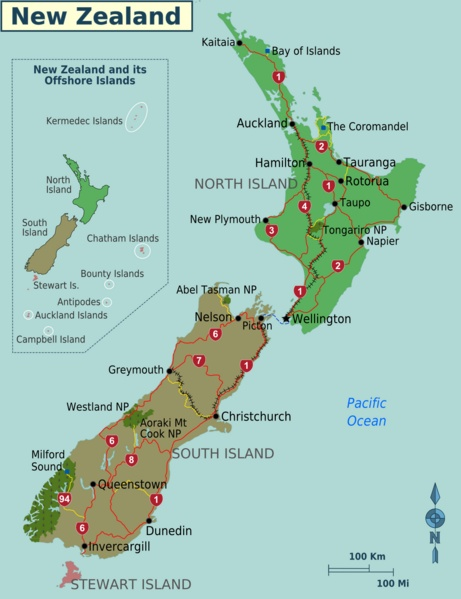 New Zealand
New Zealand and its
Offshore Islands
Kermedec Islands
North
Island
South
Island
Chatham Islands
Stewart Is.
Bounty Islands
Antipodes
Auckland Islands
Campbell Island
Kaitaia
Bay of Islands
1
Auckland
The Coromandel
2
Hamilton
Tauranga
NORTH ISLAND
1
Rotorua
4
Taupo
Gisborne
New Plymouth
3
Tongariro NP
Napier
2
Abel Tasman NP
1
Nelson
Picton
Wellington
6
7
1
Greymouth
Westland NP
Christchurch
Aoraki Mt
Cook NP
Pacific
Ocean
6
Milford
Sound
8
SOUTH ISLAND
94
Queenstown
1
6
Dunedin
Invercargill
N
100 Km
100 Mi
STEWART ISLAND